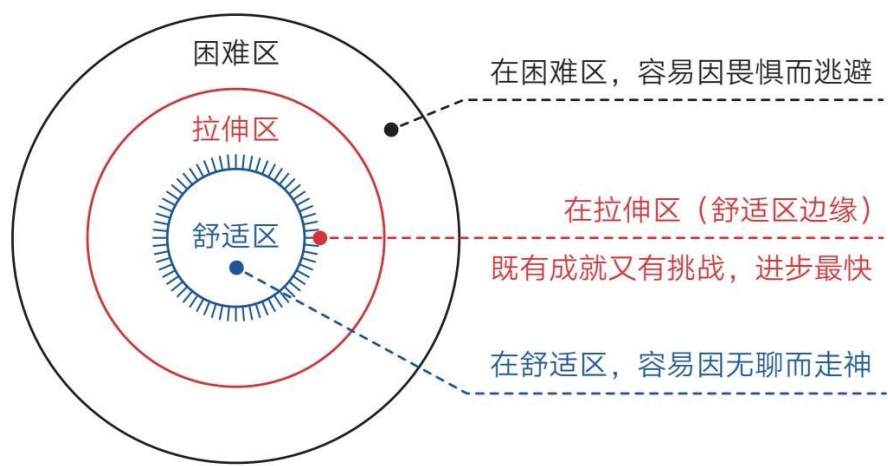 困难区
在困难区，容易因畏惧而逃避
拉伸区
在拉伸区（舒适区边缘）
舒适区
既有成就又有挑战，进步最快
在舒适区，容易因无聊而走神